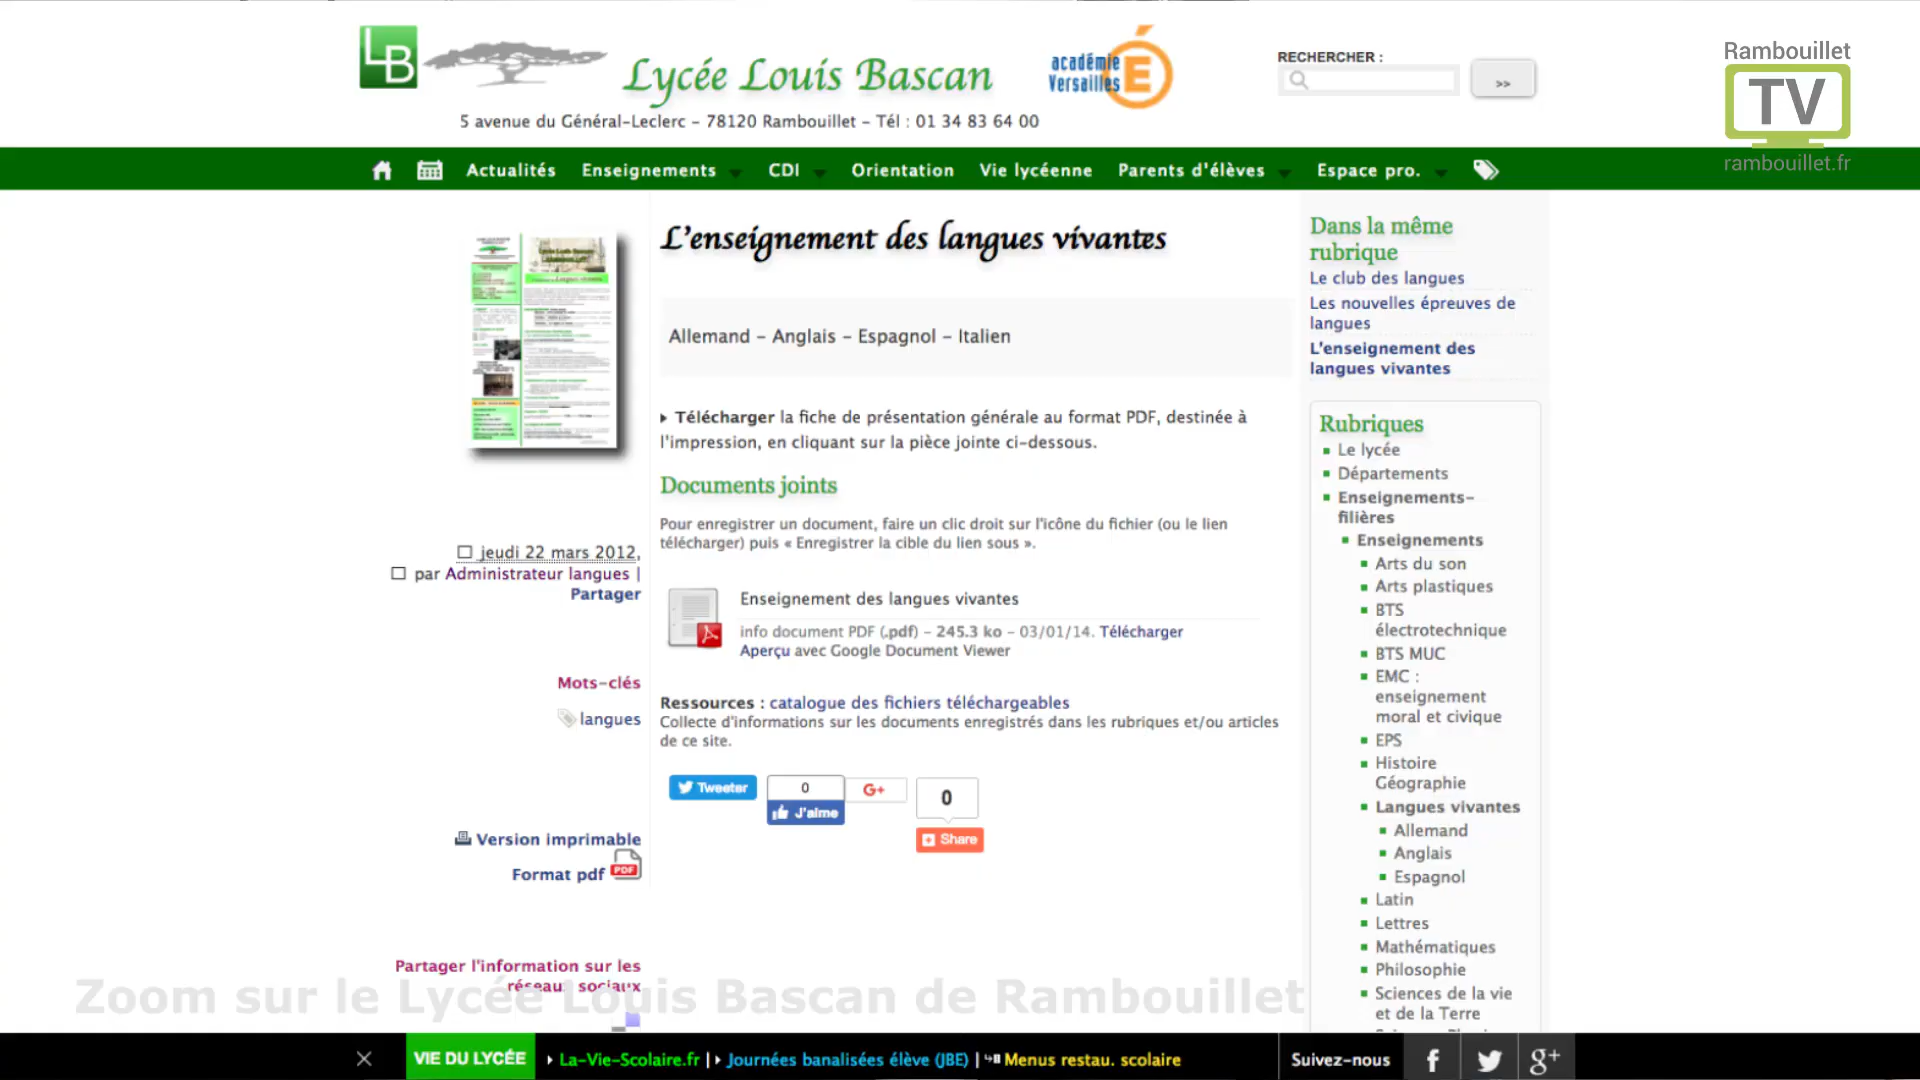 LB
Lycée Louis Bascan
académie
Versailles
É
RECHERCHER :
>>
5 avenue du Général-Leclerc – 78120 Rambouillet – Tél : 01 34 83 64 00
Rambouillet
TV
rambouillet.fr
Actualités Enseignements CDI Orientation Vie lycéenne Parents d'élèves Espace pro.
jeudi 22 mars 2012,
par Administrateur langues |
Partager
Mots-clés
langues
Version imprimable
Format pdf PDF
Partager l'information sur les
réseaux sociaux
L'enseignement des langues vivantes
Allemand – Anglais – Espagnol – Italien
Télécharger la fiche de présentation générale au format PDF, destinée à
l'impression, en cliquant sur la pièce jointe ci-dessous.
Documents joints
Pour enregistrer un document, faire un clic droit sur l'icône du fichier (ou le lien
télécharger) puis « Enregistrer la cible du lien sous ».
Enseignement des langues vivantes
info document PDF (.pdf) – 245.3 ko – 03/01/14. Télécharger
Aperçu avec Google Document Viewer
Ressources : catalogue des fichiers téléchargeables
Collecte d'informations sur les documents enregistrés dans les rubriques et/ou articles
de ce site.
Tweeter
0
J'aime
G+
0
Share
Dans la même
rubrique
Le club des langues
Les nouvelles épreuves de
langues
L'enseignement des
langues vivantes
Rubriques
Le lycée
Départements
Enseignements-
filières
Enseignements
Arts du son
Arts plastiques
BTS
électrotechnique
BTS MUC
EMC :
enseignement
moral et civique
EPS
Histoire
Géographie
Langues vivantes
Allemand
Anglais
Espagnol
Latin
Lettres
Mathématiques
Philosophie
Sciences de la vie
et de la Terre
Zoom sur le Lycée Louis Bascan de Rambouillet
VIE DU LYCÉE La-Vie-Scolaire.fr | Journées banalisées élève (JBE) | Menus restau. scolaire Suivez-nous f g+